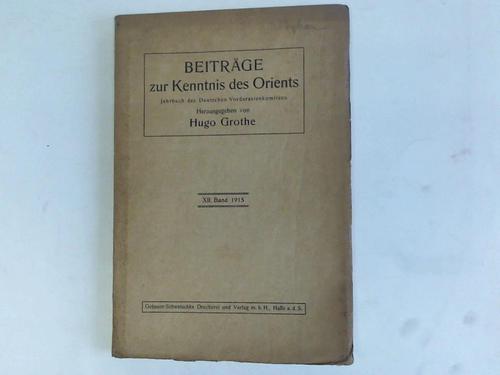 BEITRÄGE
zur Kenntnis des Orients
Jahrbuch des Deutschen Vorderasienkomitees
Herausgegeben von
Hugo Grothe
XII. Band 1915
Gebauer-Schwetschke Druckerei und Verlag m. b. H., Halle a. d. S.